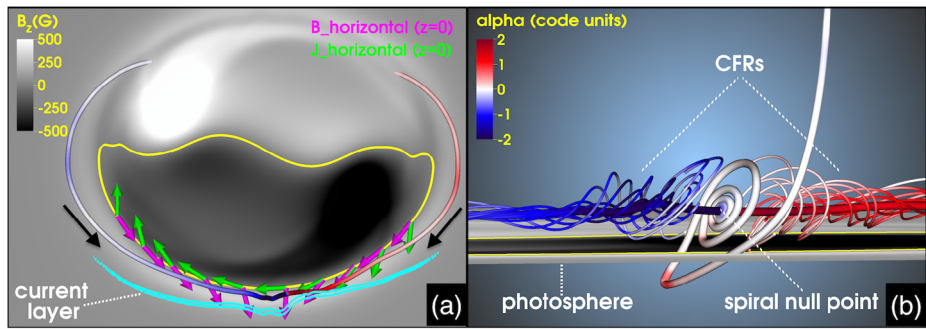 B_z(G)
500
250
0
-250
-500
B_horizontal (z=0)
J_horizontal (z=0)
current
layer
(a)
alpha (code units)
2
1
0
-1
-2
CFRs
photosphere
spiral null point
(b)